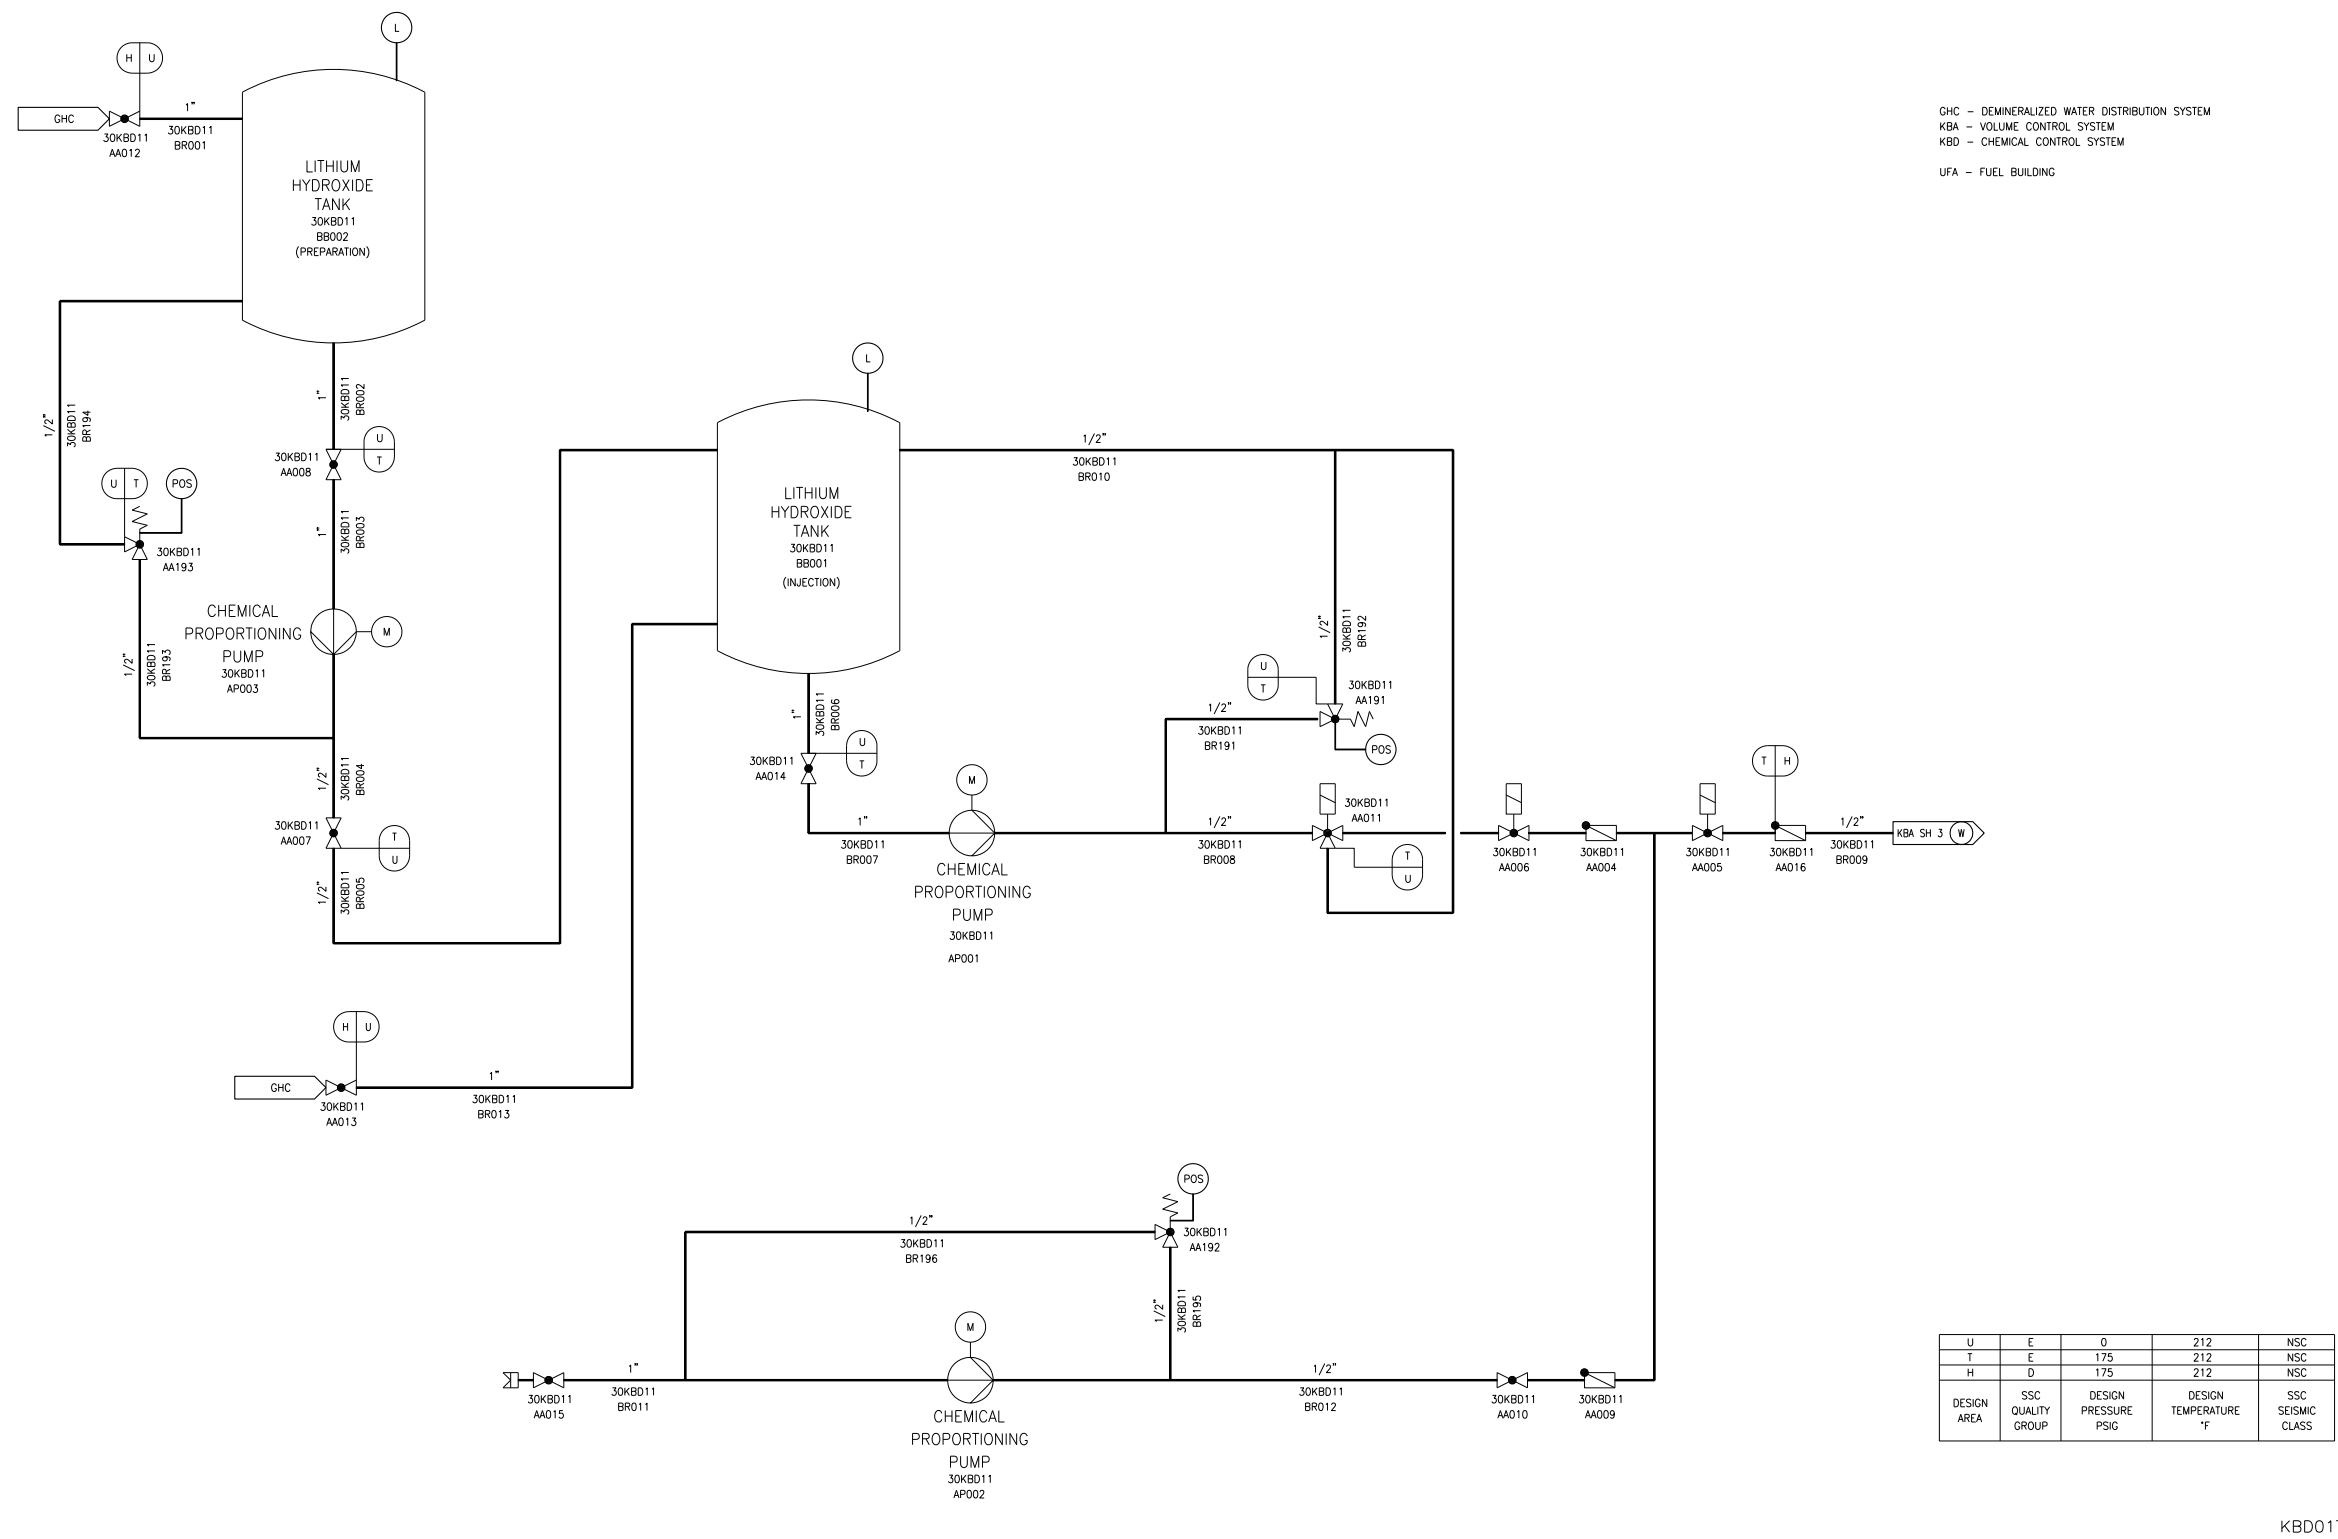 L
H U
GHC
30KBD11
AA012
1"
30KBD11
BR001
LITHIUM
HYDROXIDE
TANK
30KBD11
BB002
(PREPARATION)
GHC – DEMINERALIZED WATER DISTRIBUTION SYSTEM
KBA – VOLUME CONTROL SYSTEM
KBD – CHEMICAL CONTROL SYSTEM
UFA – FUEL BUILDING
1/2"
30KBD11
BR194
1"
30KBD11
BR002
30KBD11
AA008
U
T
U T
POS
30KBD11
AA193
1"
30KBD11
BR003
CHEMICAL
PROPORTIONING
PUMP
30KBD11
AP003
M
1/2"
30KBD11
BR193
1/2"
30KBD11
BR004
30KBD11
AA007
T
U
1/2"
30KBD11
BR005
L
LITHIUM
HYDROXIDE
TANK
30KBD11
BB001
(INJECTION)
1/2"
30KBD11
BR010
1"
30KBD11
BR006
30KBD11
AA014
U
T
1"
30KBD11
BR007
M
CHEMICAL
PROPORTIONING
PUMP
30KBD11
AP001
1/2"
30KBD11
BR192
U
T
30KBD11
AA191
POS
1/2"
30KBD11
BR191
1/2"
30KBD11
BR008
30KBD11
AA011
T
U
30KBD11
AA006
30KBD11
AA004
30KBD11
AA005
T H
30KBD11
AA016
1/2"
30KBD11
BR009
KBA SH 3 W
H U
GHC
30KBD11
AA013
1"
30KBD11
BR013
POS
30KBD11
AA192
1/2"
30KBD11
BR196
1/2"
30KBD11
BR195
30KBD11
AA015
1"
30KBD11
BR011
M
CHEMICAL
PROPORTIONING
PUMP
30KBD11
AP002
1/2"
30KBD11
BR012
30KBD11
AA010
30KBD11
AA009
U E 0 212 NSC
T E 175 212 NSC
H D 175 212 NSC
DESIGN AREA SSC QUALITY GROUP DESIGN PRESSURE PSIG DESIGN TEMPERATURE °F SSC SEISMIC CLASS